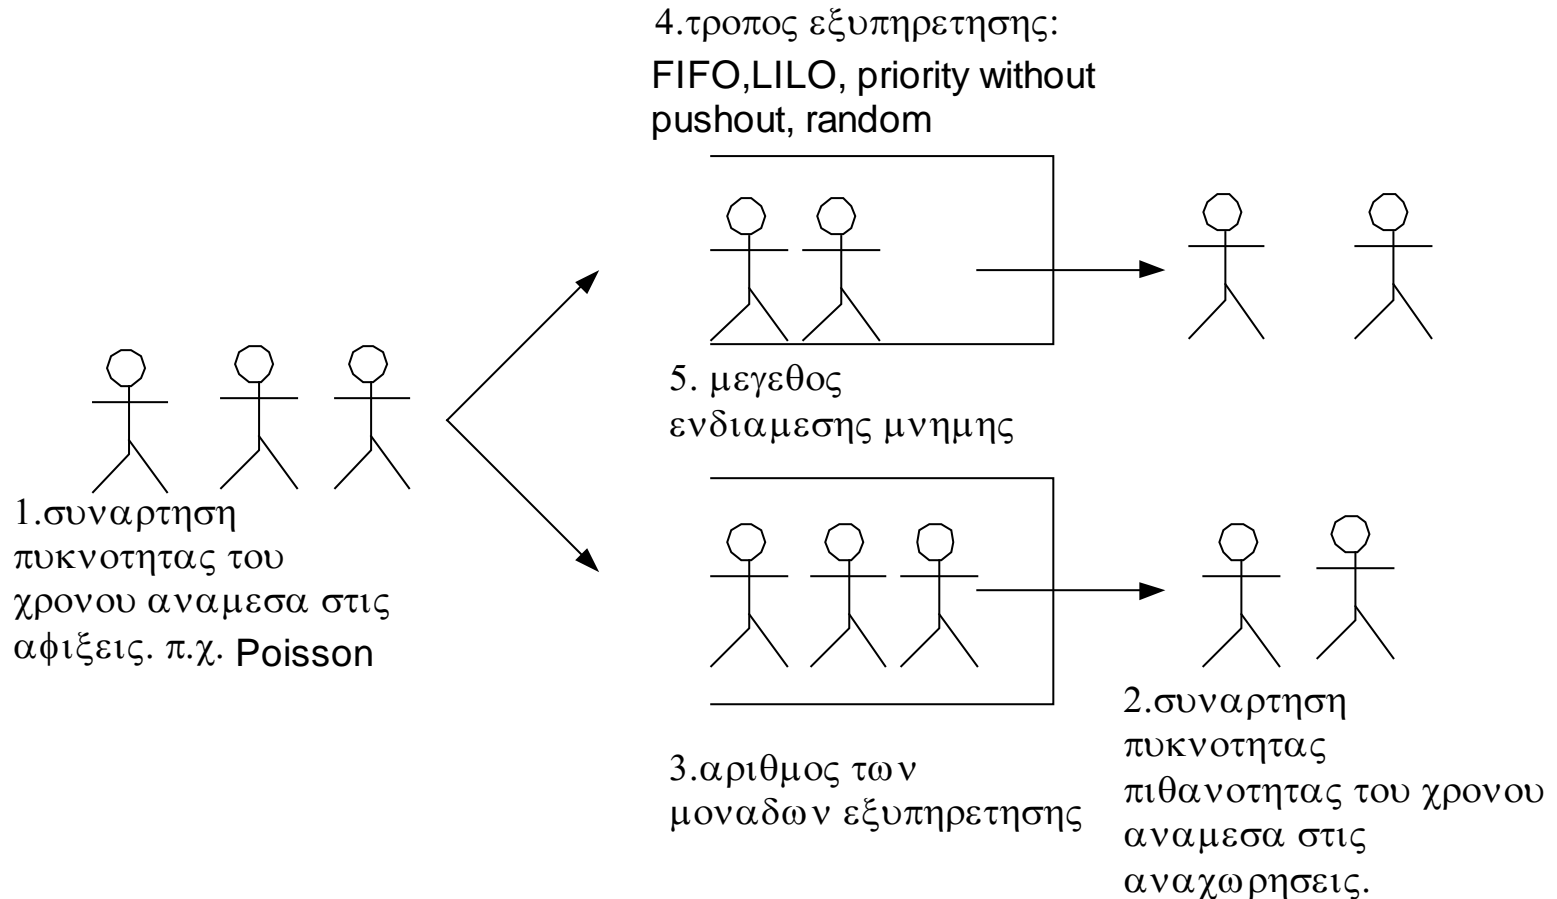 4.τροπος εξυπηρετησης:
FIFO,LILO, priority without
pushout, random
5. μεγεθος
ενδιαμεσης μνημης
1.συναρτηση
πυκνοτητας του
χρονου αναμεσα στις
αφιξεις. π.χ. Poisson
3.αριθμος των
μοναδων εξυπηρετησης
2.συναρτηση
πυκνοτητας
πιθανοτητας του χρονου
αναμεσα στις
αναχωρησεις.